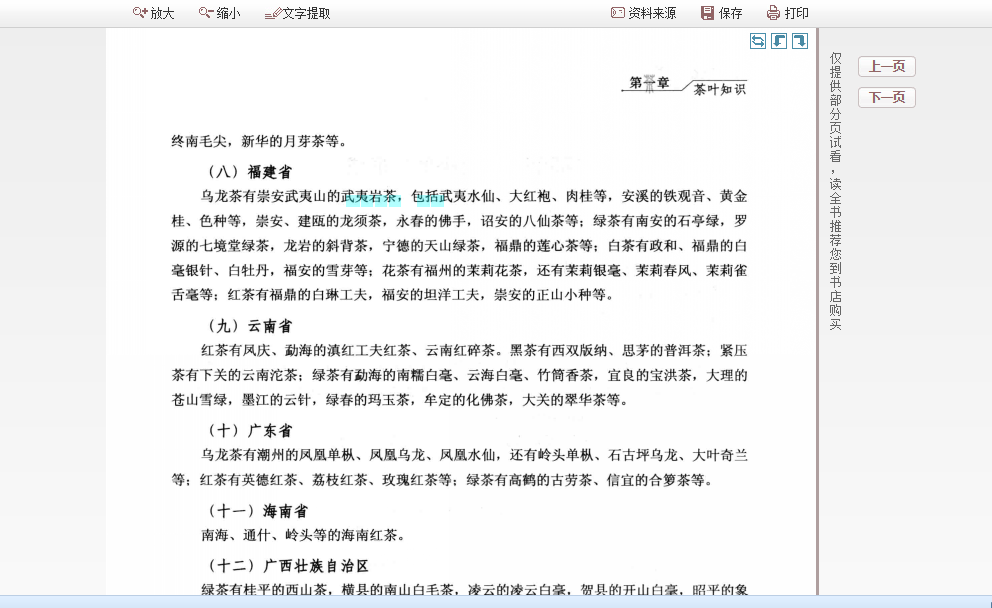 放大 缩小 文字提取 资料来源 保存 打印
第 章 茶叶知识
终南毛尖，新华的月芽茶等。
（八）福建省
乌龙茶有崇安武夷山的武夷岩茶，包括武夷水仙、大红袍、肉桂等，安溪的铁观音、黄金
桂、色种等，崇安、建瓯的龙须茶，永春的佛手，诏安的八仙茶等；绿茶有南安的石亭绿，罗
源的七境堂绿茶，龙岩的斜背茶，宁德的天山绿茶，福鼎的莲心茶等；白茶有政和、福鼎的白
毫银针、白牡丹，福安的雪芽等；花茶有福州的茉莉花茶，还有茉莉银毫、茉莉春风、茉莉雀
舌毫等；红茶有福鼎的白琳工夫，福安的坦洋工夫，崇安的正山小种等。
（九）云南省
红茶有凤庆、勐海的滇红工夫红茶、云南红碎茶。黑茶有西双版纳、思茅的普洱茶；紧压
茶有下关的云南沱茶；绿茶有勐海的南糯白毫、云海白毫、竹筒香茶，宜良的宝洪茶，大理的
苍山雪绿，墨江的云针，绿春的玛玉茶，牟定的化佛茶，大关的翠华茶等。
（十）广东省
乌龙茶有潮州的凤凰单枞、凤凰乌龙、凤凰水仙，还有岭头单枞、石古坪乌龙、大叶奇兰
等；红茶有英德红茶、荔枝红茶、玫瑰红茶等；绿茶有高鹤的古劳茶、信宜的合箩茶等。
（十一）海南省
南海、通什、岭头等的海南红茶。
（十二）广西壮族自治区
绿茶有桂平的西山茶，横县的南山白毛茶，凌云的凌云白毫，贺县的开山白毫，昭平的象
仅提供部分页试看，读全书推荐您到书店购买
上一页
下一页